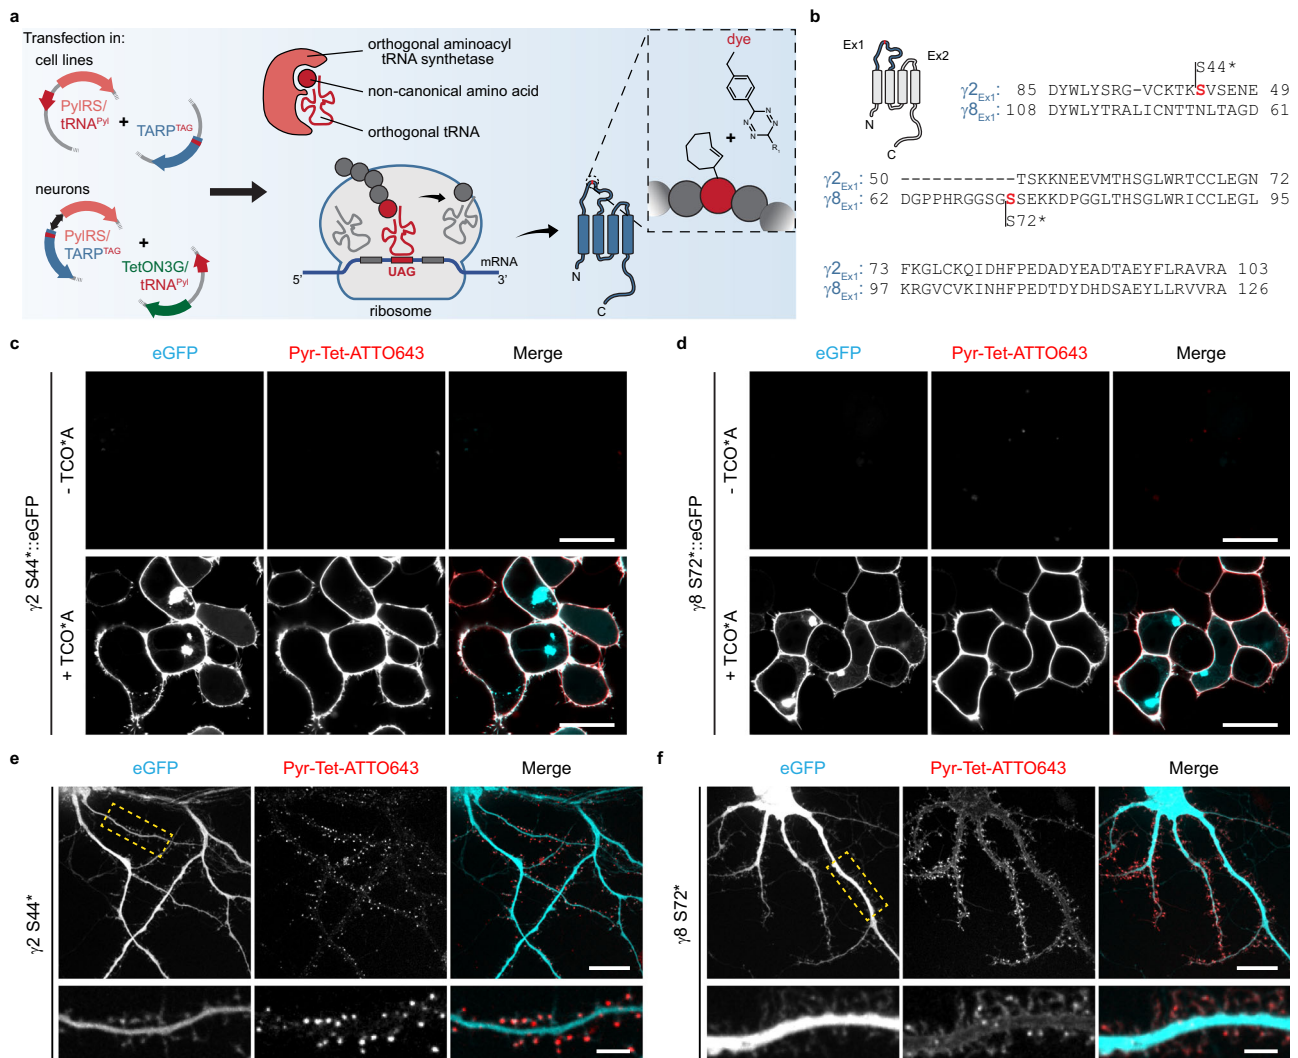 a
Transfection in:
cell lines
PylRS/
tRNAPyl
+
TARPTAG
neurons
PylRS/
TARPTAG
+
TetON3G/
tRNAPyl
orthogonal aminoacyl
tRNA synthetase
non-canonical amino acid
orthogonal tRNA
UAG
mRNA
5'
3'
ribosome
N
C
dye
N
N
N
N
R
+
b
Ex1
Ex2
N
C
S44*
γ2Ex1: 85 DYWLYSRG-VCKTKSVSENE 49
γ8Ex1: 108 DYWLYTRALICNTTNLTAGD 61
γ2Ex1: 50 -----------TSKKNEEVMTHSGLWRTCCLEGN 72
γ8Ex1: 62 DGPPHRGGSGSSEKKDPGGLTHSGLWRICCLEGL 95
S72*
γ2Ex1: 73 FKGLCKQIDHFPEDADYEADTAEYFLRAVRA 103
γ8Ex1: 97 KRGVCVKINHFPEDTDYDHDSAEYLLRVVRA 126
c
eGFP
Pyr-Tet-ATTO643
Merge
γ2 S44*::eGFP
- TCO*A
+ TCO*A
d
eGFP
Pyr-Tet-ATTO643
Merge
γ8 S72*::eGFP
- TCO*A
+ TCO*A
e
eGFP
Pyr-Tet-ATTO643
Merge
γ2 S44*
f
eGFP
Pyr-Tet-ATTO643
Merge
γ8 S72*